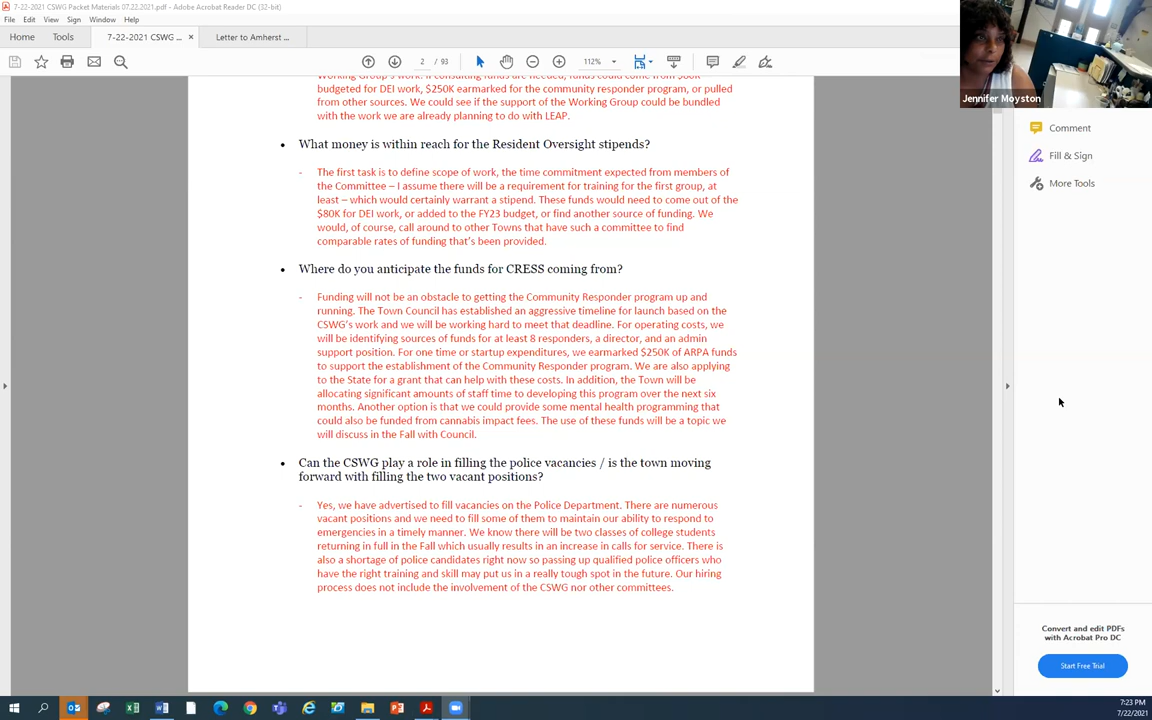 7-22-2021 CSWG Packet Materials 07.22.2021.pdf - Adobe Acrobat Reader DC (32-bit)
File Edit View Sign Window Help
Home Tools 7-22-2021 CSWG ... × Letter to Amherst ...
2 / 93 112%
Jennifer Moyston
Comment
Fill & Sign
More Tools
budgeted for DEI work, $250K earmarked for the community responder program, or pulled
from other sources. We could see if the support of the Working Group could be bundled
with the work we are already planning to do with LEAP.
• What money is within reach for the Resident Oversight stipends?
- The first task is to define scope of work, the time commitment expected from members of
the Committee – I assume there will be a requirement for training for the first group, at
least – which would certainly warrant a stipend. These funds would need to come out of the
$80K for DEI work, or added to the FY23 budget, or find another source of funding. We
would, of course, call around to other Towns that have such a committee to find
comparable rates of funding that's been provided.
• Where do you anticipate the funds for CRESS coming from?
- Funding will not be an obstacle to getting the Community Responder program up and
running. The Town Council has established an aggressive timeline for launch based on the
CSWG's work and we will be working hard to meet that deadline. For operating costs, we
will be identifying sources of funds for at least 8 responders, a director, and an admin
support position. For one time or startup expenditures, we earmarked $250K of ARPA funds
to support the establishment of the Community Responder program. We are also applying
to the State for a grant that can help with these costs. In addition, the Town will be
allocating significant amounts of staff time to developing this program over the next six
months. Another option is that we could provide some mental health programming that
could also be funded from cannabis impact fees. The use of these funds will be a topic we
will discuss in the Fall with Council.
• Can the CSWG play a role in filling the police vacancies / is the town moving
forward with filling the two vacant positions?
- Yes, we have advertised to fill vacancies on the Police Department. There are numerous
vacant positions and we need to fill some of them to maintain our ability to respond to
emergencies in a timely manner. We know there will be two classes of college students
returning in full in the Fall which usually results in an increase in calls for service. There is
also a shortage of police candidates right now so passing up qualified police officers who
have the right training and skill may put us in a really tough spot in the future. Our hiring
process does not include the involvement of the CSWG nor other committees.
Convert and edit PDFs
with Acrobat Pro DC
Start Free Trial
7:23 PM
7/22/2021